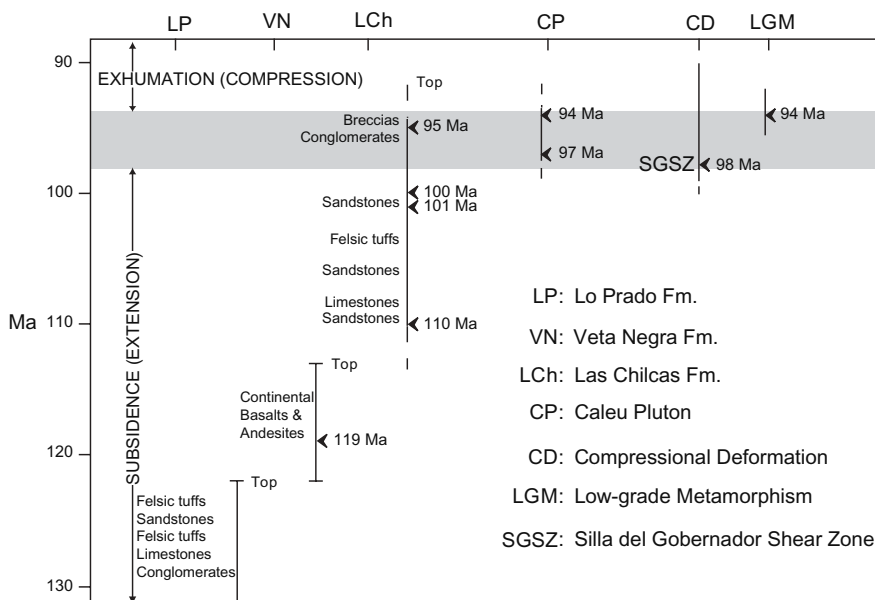 LP VN LCh CP CD LGM
90
EXHUMATION (COMPRESSION)
Top
Breccias
Conglomerates
95 Ma
94 Ma
94 Ma
97 Ma
SGSZ
98 Ma
100
100 Ma
Sandstones
101 Ma
Felsic tuffs
Sandstones
Limestones
Sandstones
110 Ma
Ma
110
SUBSIDENCE (EXTENSION)
Top
Continental
Basalts &
Andesites
119 Ma
120
Top
Felsic tuffs
Sandstones
Felsic tuffs
Limestones
Conglomerates
130
LP: Lo Prado Fm.
VN: Veta Negra Fm.
LCh: Las Chilcas Fm.
CP: Caleu Pluton
CD: Compressional Deformation
LGM: Low-grade Metamorphism
SGSZ: Silla del Gobernador Shear Zone